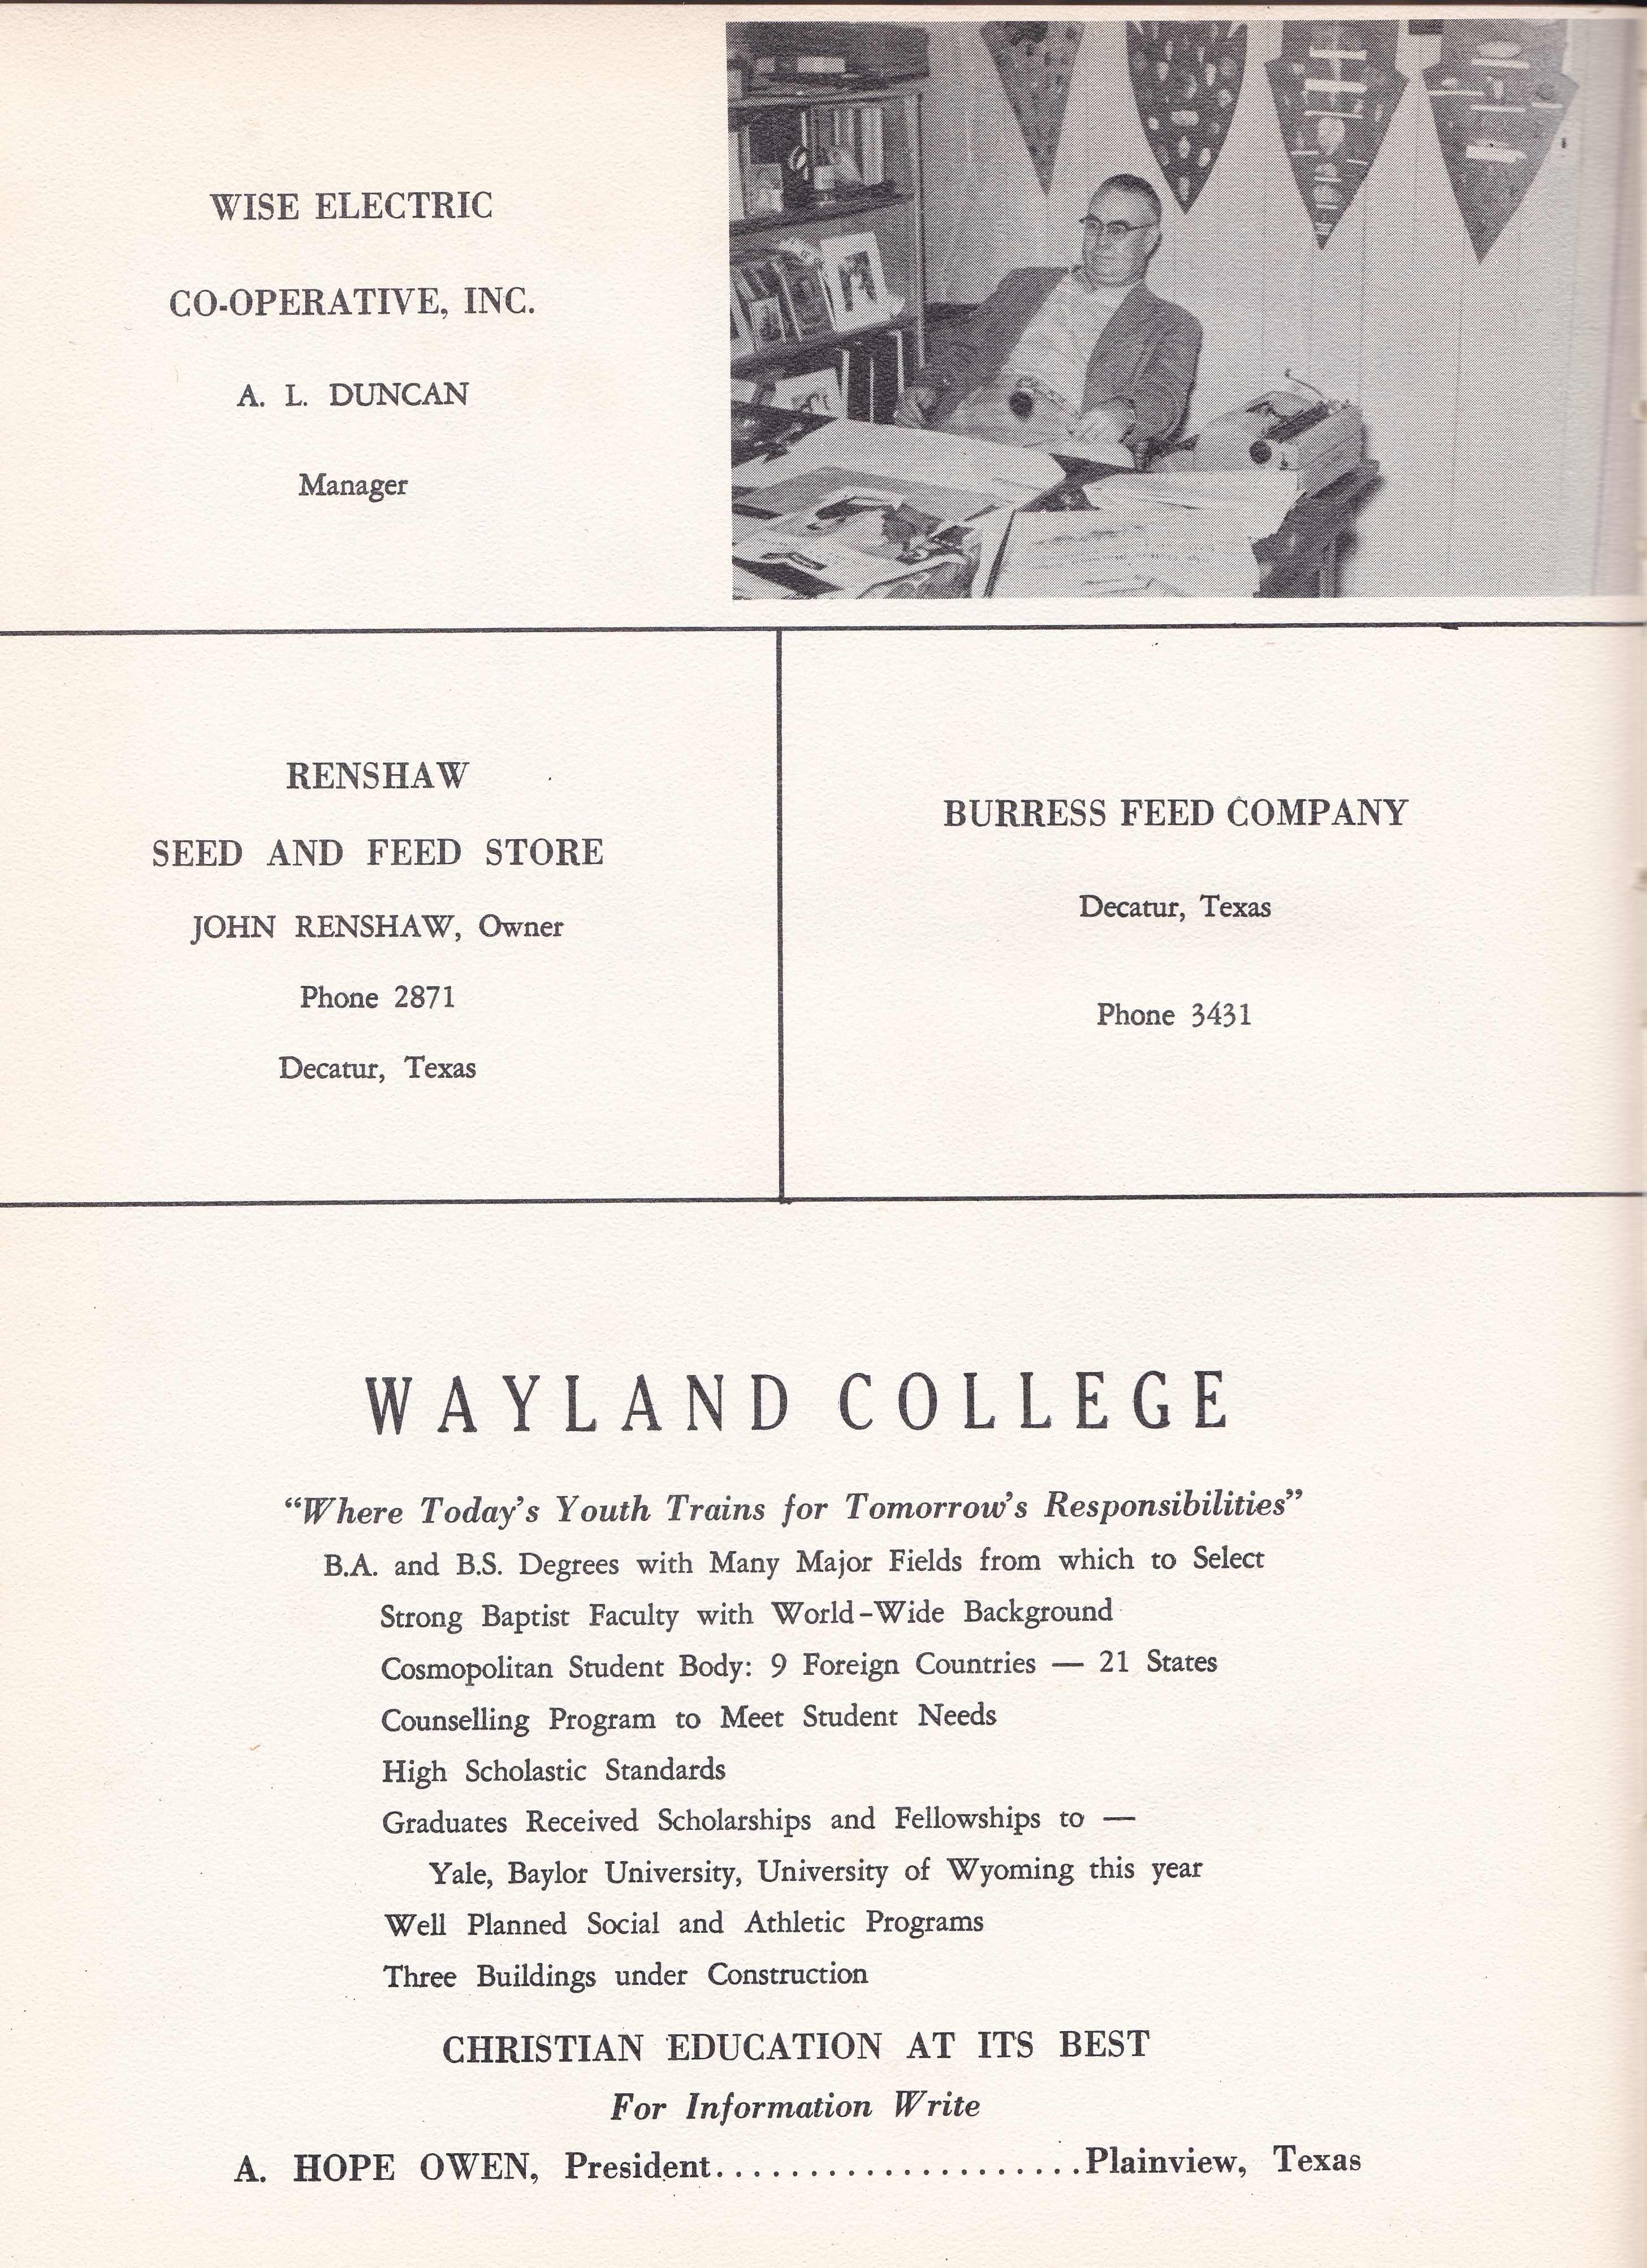 WISE ELECTRIC
CO-OPERATIVE, INC.
A. L. DUNCAN
Manager
RENSHAW
SEED AND FEED STORE
JOHN RENSHAW, Owner
Phone 2871
Decatur, Texas
BURRESS FEED COMPANY
Decatur, Texas
Phone 3431
WAYLAND COLLEGE
“Where Today’s Youth Trains for Tomorrow’s Responsibilities”
B.A. and B.S. Degrees with Many Major Fields from which to Select
Strong Baptist Faculty with World-Wide Background
Cosmopolitan Student Body: 9 Foreign Countries — 21 States
Counselling Program to Meet Student Needs
High Scholastic Standards
Graduates Received Scholarships and Fellowships to —
Yale, Baylor University, University of Wyoming this year
Well Planned Social and Athletic Programs
Three Buildings under Construction
CHRISTIAN EDUCATION AT ITS BEST
For Information Write
A. HOPE OWEN, President....................Plainview, Texas